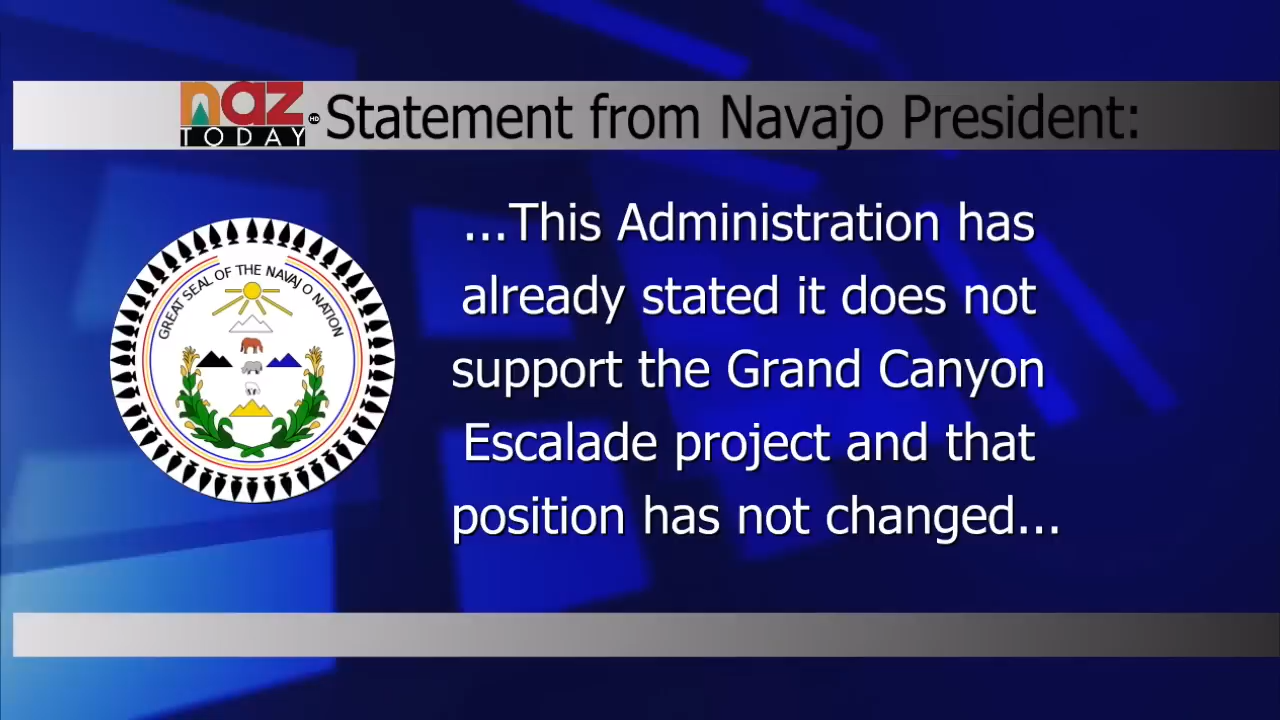 naz
TODAY HD
Statement from Navajo President:
GREAT SEAL OF THE NAVAJO NATION
...This Administration has
already stated it does not
support the Grand Canyon
Escalade project and that
position has not changed...